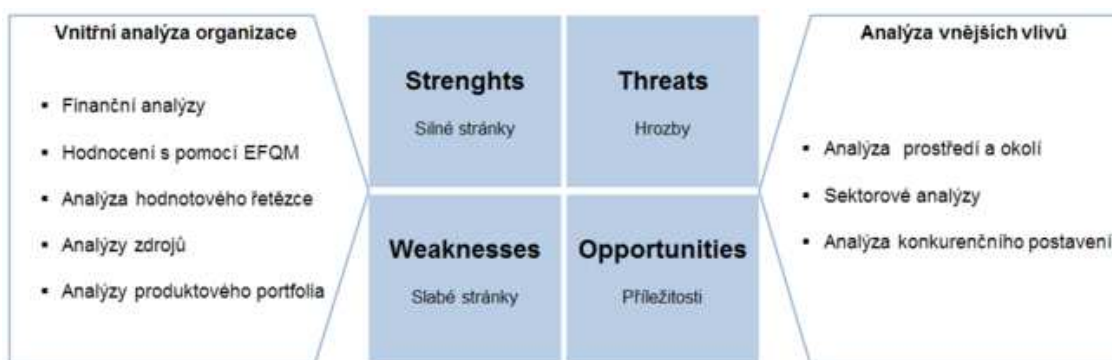 Vnitřní analýza organizace
▪ Finanční analýzy
▪ Hodnocení s pomocí EFQM
▪ Analýza hodnotového řetězce
▪ Analýzy zdrojů
▪ Analýzy produktového portfolia
Strenghts
Silné stránky
Threats
Hrozby
Weaknesses
Slabé stránky
Opportunities
Příležitosti
Analýza vnějších vlivů
▪ Analýza prostředí a okolí
▪ Sektorové analýzy
▪ Analýza konkurenčního postavení